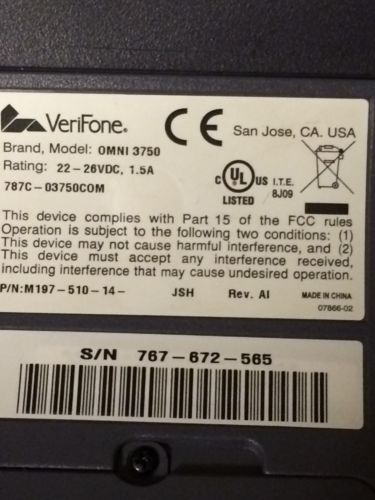 VeriFone®
San Jose, CA. USA
Brand, Model: OMNI 3750
Rating: 22-26VDC, 1.5A
787C-03750COM
C UL US I.T.E.
LISTED 8J09
This device complies with Part 15 of the FCC rules
Operation is subject to the following two conditions: (1)
This device may not cause harmful interference, and (2)
This device must accept any interference received,
including interference that may cause undesired operation.
P/N:M197-510-14- JSH Rev. A1 MADE IN CHINA
07866-02
S/N 767-672-565